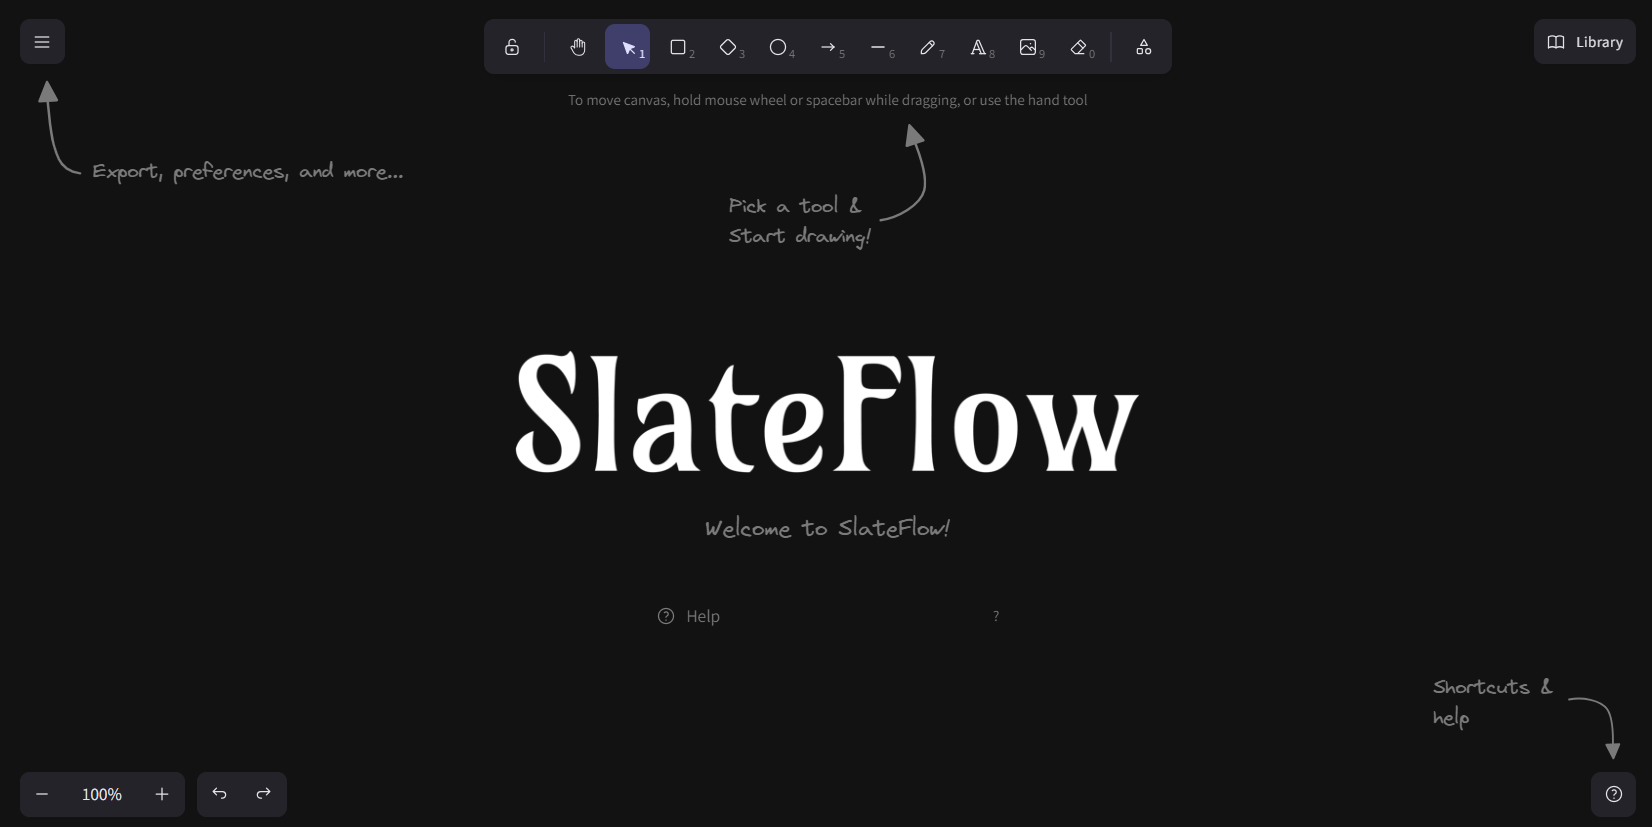 1 2 3 4 5 6 7 8 9 0
Library
To move canvas, hold mouse wheel or spacebar while dragging, or use the hand tool
Export, preferences, and more...
Pick a tool &
Start drawing!
SlateFlow
Welcome to SlateFlow!
Help ?
Shortcuts &
help
100%